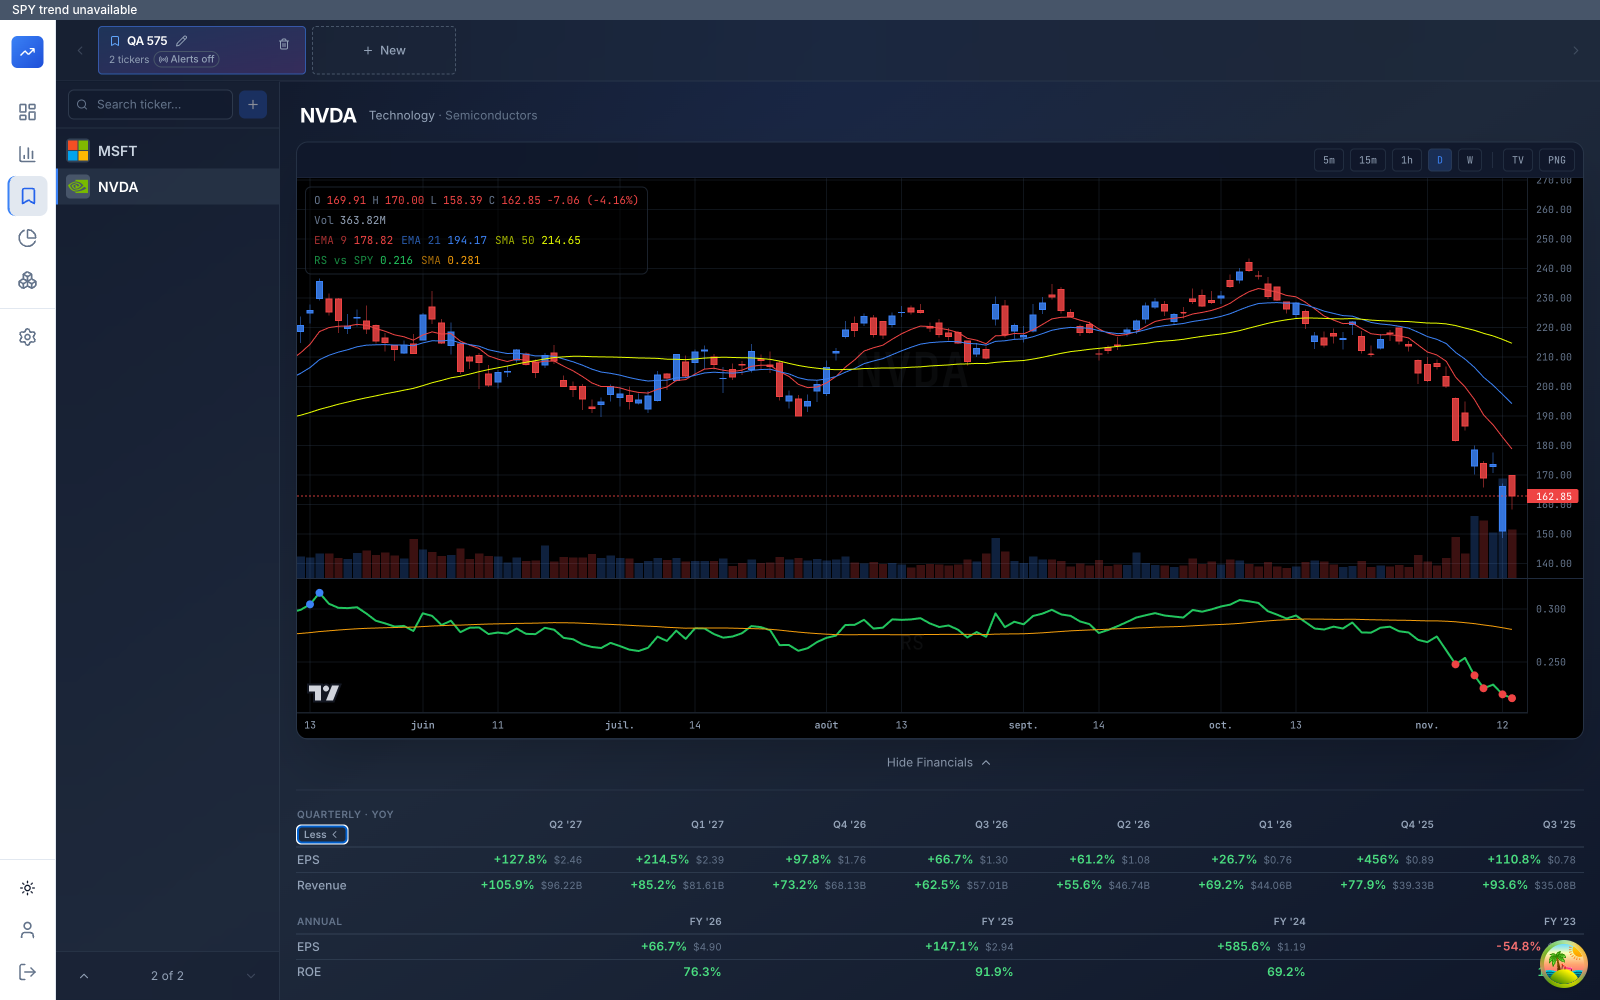 SPY trend unavailable
QA 575
2 tickers Alerts off
+ New
Search ticker...
MSFT
NVDA
2 of 2
NVDA Technology · Semiconductors
5m 15m 1h D W TV PNG
O 169.91 H 170.00 L 158.39 C 162.85 -7.06 (-4.16%)
Vol 363.82M
EMA 9 178.82 EMA 21 194.17 SMA 50 214.65
RS vs SPY 0.216 SMA 0.281
NVDA
270.00
260.00
250.00
240.00
230.00
220.00
210.00
200.00
190.00
180.00
170.00
162.85
160.00
150.00
140.00
RS
0.300
0.250
13 juin 11 juil. 14 août 13 sept. 14 oct. 13 nov. 12
Hide Financials
QUARTERLY · YOY
Less Q2 '27 Q1 '27 Q4 '26 Q3 '26 Q2 '26 Q1 '26 Q4 '25 Q3 '25
EPS +127.8% $2.46 +214.5% $2.39 +97.8% $1.76 +66.7% $1.30 +61.2% $1.08 +26.7% $0.76 +456% $0.89 +110.8% $0.78
Revenue +105.9% $96.22B +85.2% $81.61B +73.2% $68.13B +62.5% $57.01B +55.6% $46.74B +69.2% $44.06B +77.9% $39.33B +93.6% $35.08B
ANNUAL FY '26 FY '25 FY '24 FY '23
EPS +66.7% $4.90 +147.1% $2.94 +585.6% $1.19 -54.8%
ROE 76.3% 91.9% 69.2%